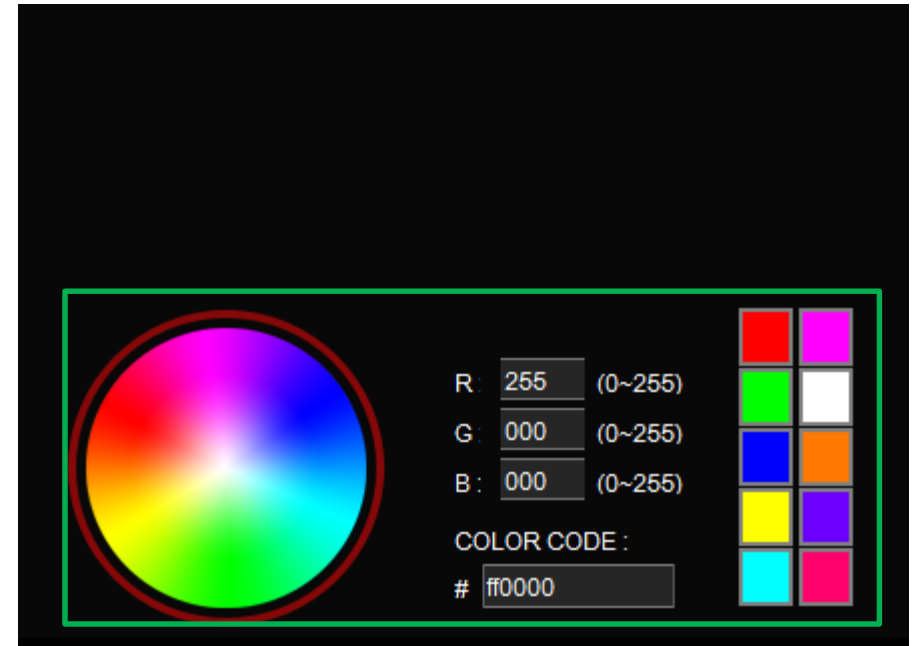 R : 255 (0~255)
G : 000 (0~255)
B : 000 (0~255)
COLOR CODE :
# ff0000